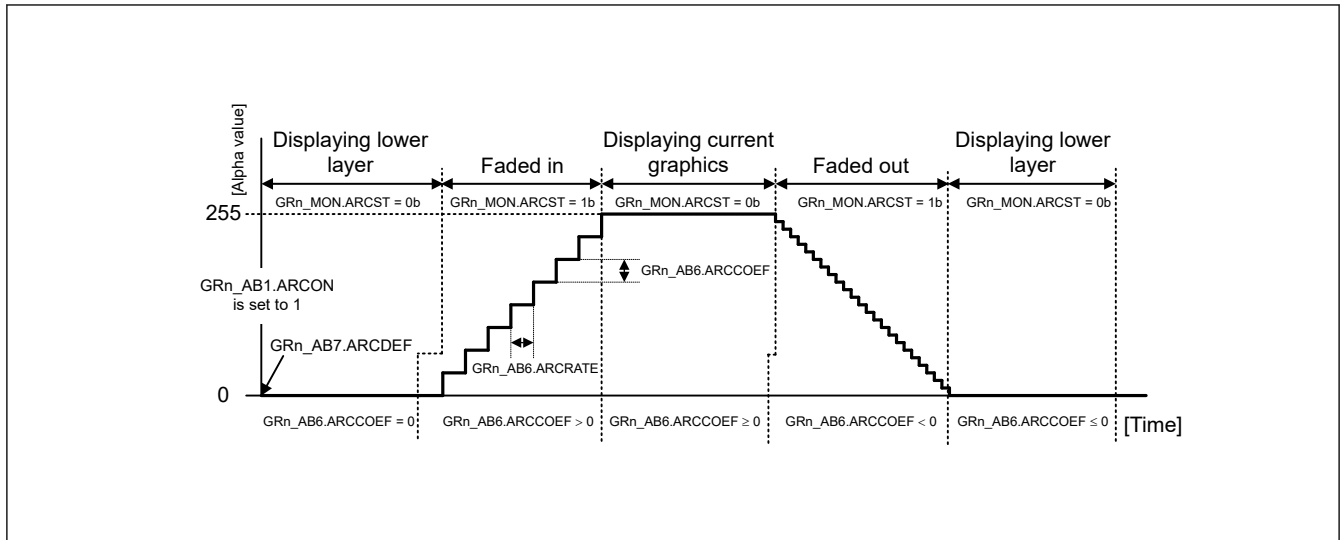 [Alpha value]
Displaying lower
layer
Faded in
Displaying current
graphics
Faded out
Displaying lower
layer
GRn_MON.ARCST = 0b
GRn_MON.ARCST = 1b
GRn_MON.ARCST = 0b
GRn_MON.ARCST = 1b
GRn_MON.ARCST = 0b
255
GRn_AB6.ARCCOEF
GRn_AB1.ARCON
is set to 1
GRn_AB7.ARCDEF
GRn_AB6.ARCRATE
0
GRn_AB6.ARCCOEF = 0
GRn_AB6.ARCCOEF > 0
GRn_AB6.ARCCOEF ≥ 0
GRn_AB6.ARCCOEF < 0
GRn_AB6.ARCCOEF ≤ 0
[Time]